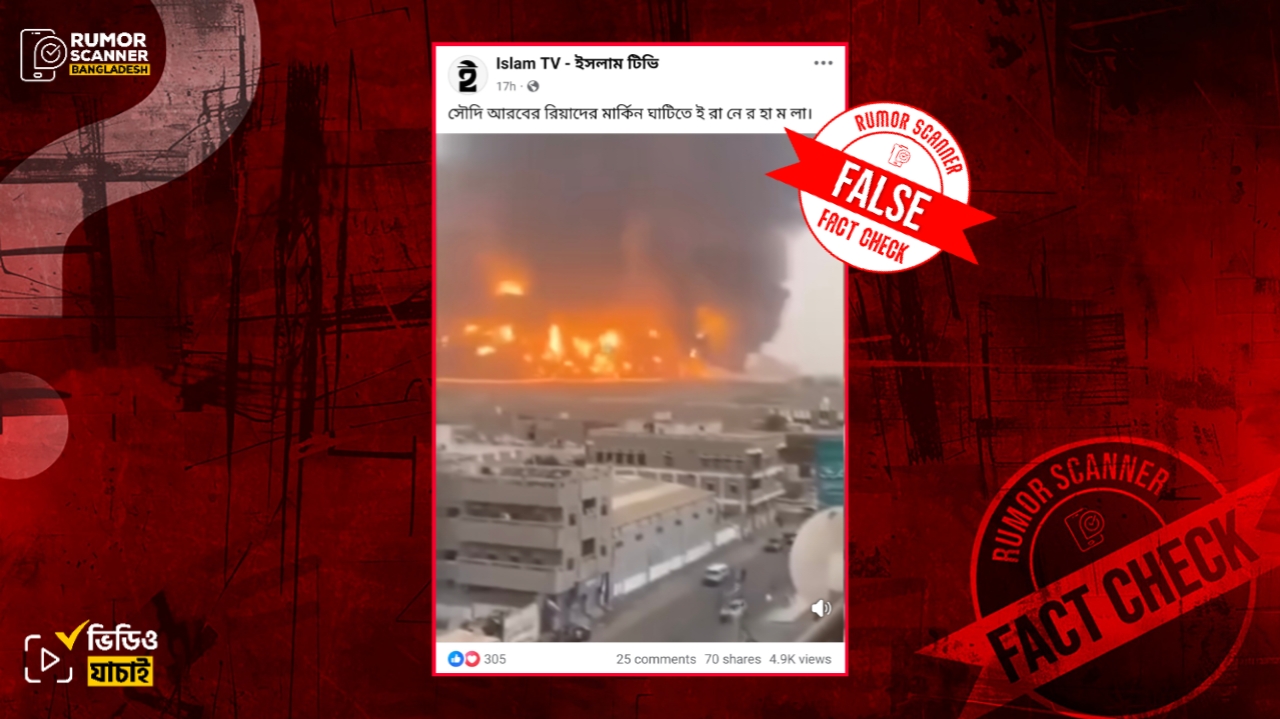 RUMOR
SCANNER
BANGLADESH
Islam TV - ইসলাম টিভি
17h
সৌদি আরবের রিয়াদের মার্কিন ঘাটিতে ই রা নে র হা ম লা।
RUMOR SCANNER
FALSE
FACT CHECK
305
25 comments 70 shares 4.9K views
ভিডিও
যাচাই
RUMOR SCANNER
FACT CHECK